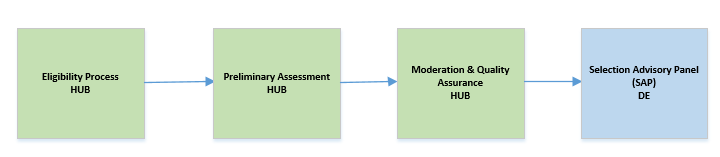 Eligibility Process
HUB
Preliminary Assessment
HUB
Moderation & Quality
Assurance
HUB
Selection Advisory Panel
(SAP)
DE